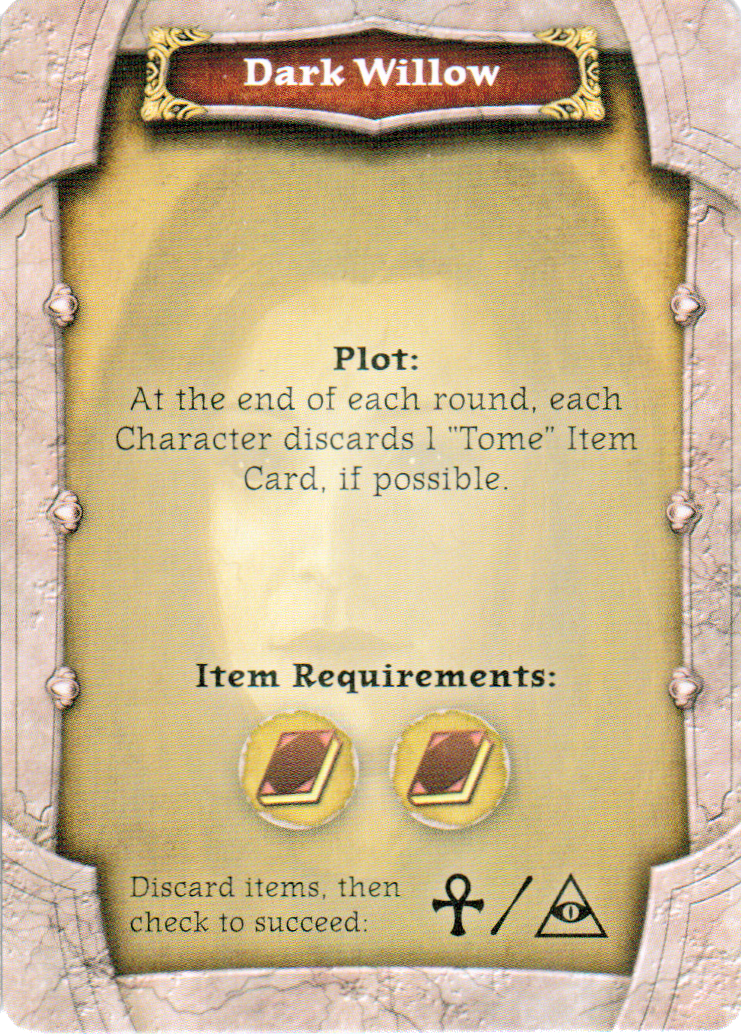 Dark Willow
Plot:
At the end of each round, each
Character discards 1 "Tome" Item
Card, if possible.
Item Requirements:
Discard items, then
check to succeed:
/